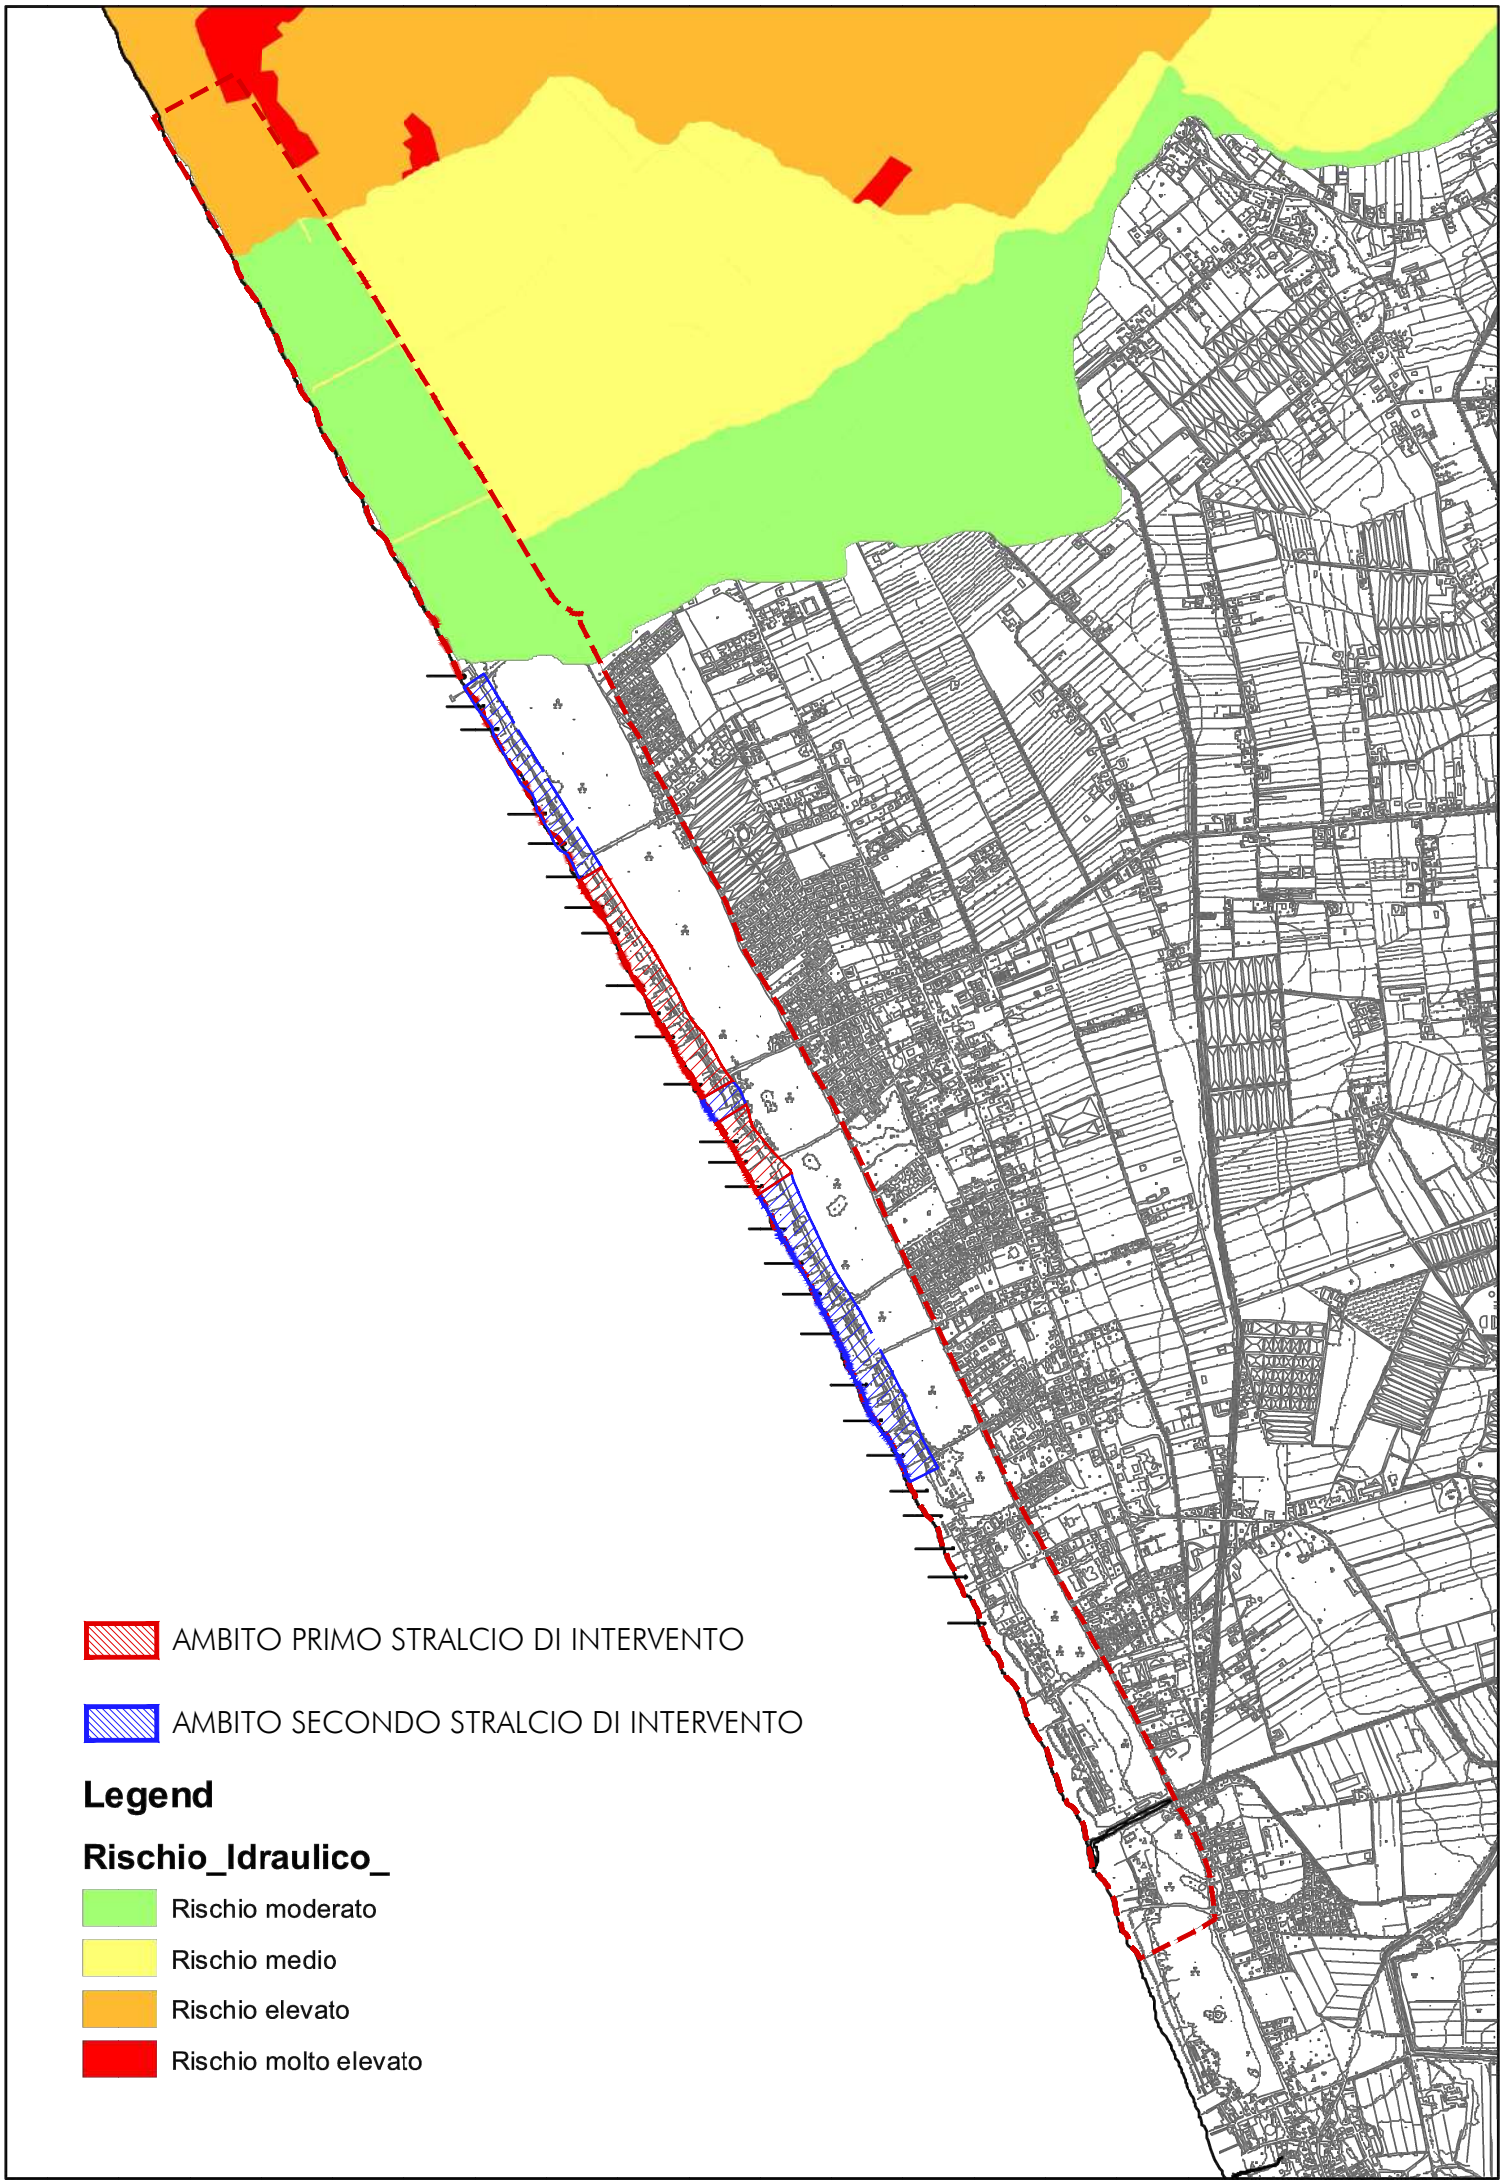 AMBITO PRIMO STRALCIO DI INTERVENTO
AMBITO SECONDO STRALCIO DI INTERVENTO
Legend
Rischio_Idraulico_
Rischio moderato
Rischio medio
Rischio elevato
Rischio molto elevato